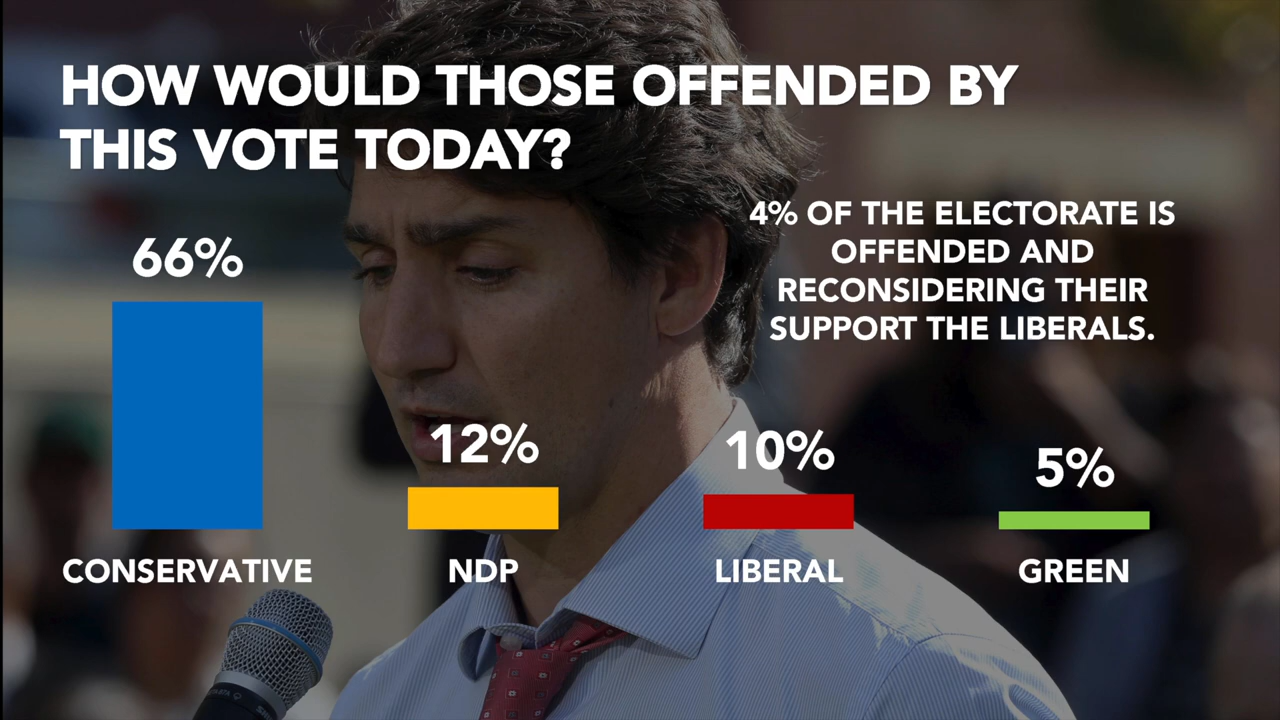 HOW WOULD THOSE OFFENDED BY
THIS VOTE TODAY?
4% OF THE ELECTORATE IS
OFFENDED AND
RECONSIDERING THEIR
SUPPORT THE LIBERALS.
66%
12%
10%
5%
CONSERVATIVE
NDP
LIBERAL
GREEN